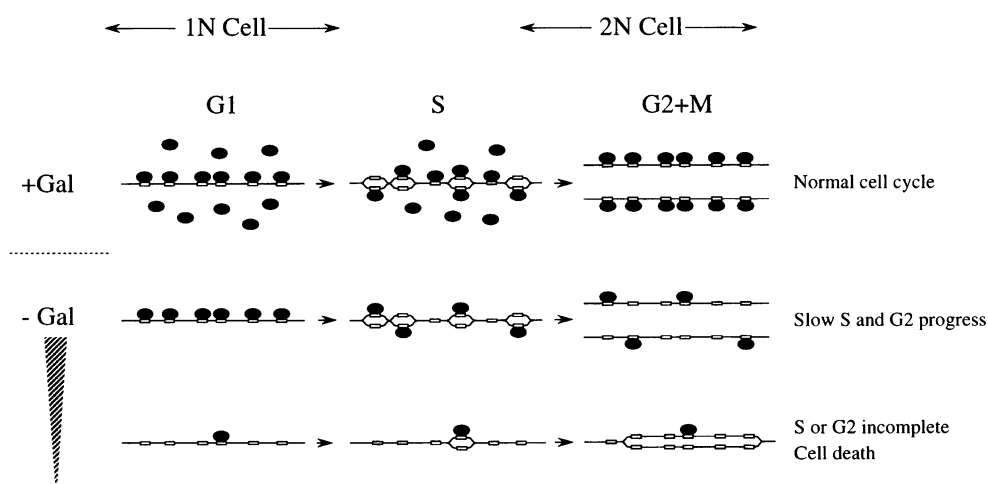 1N Cell
2N Cell
G1
S
G2+M
+Gal
Normal cell cycle
- Gal
Slow S and G2 progress
S or G2 incomplete
Cell death